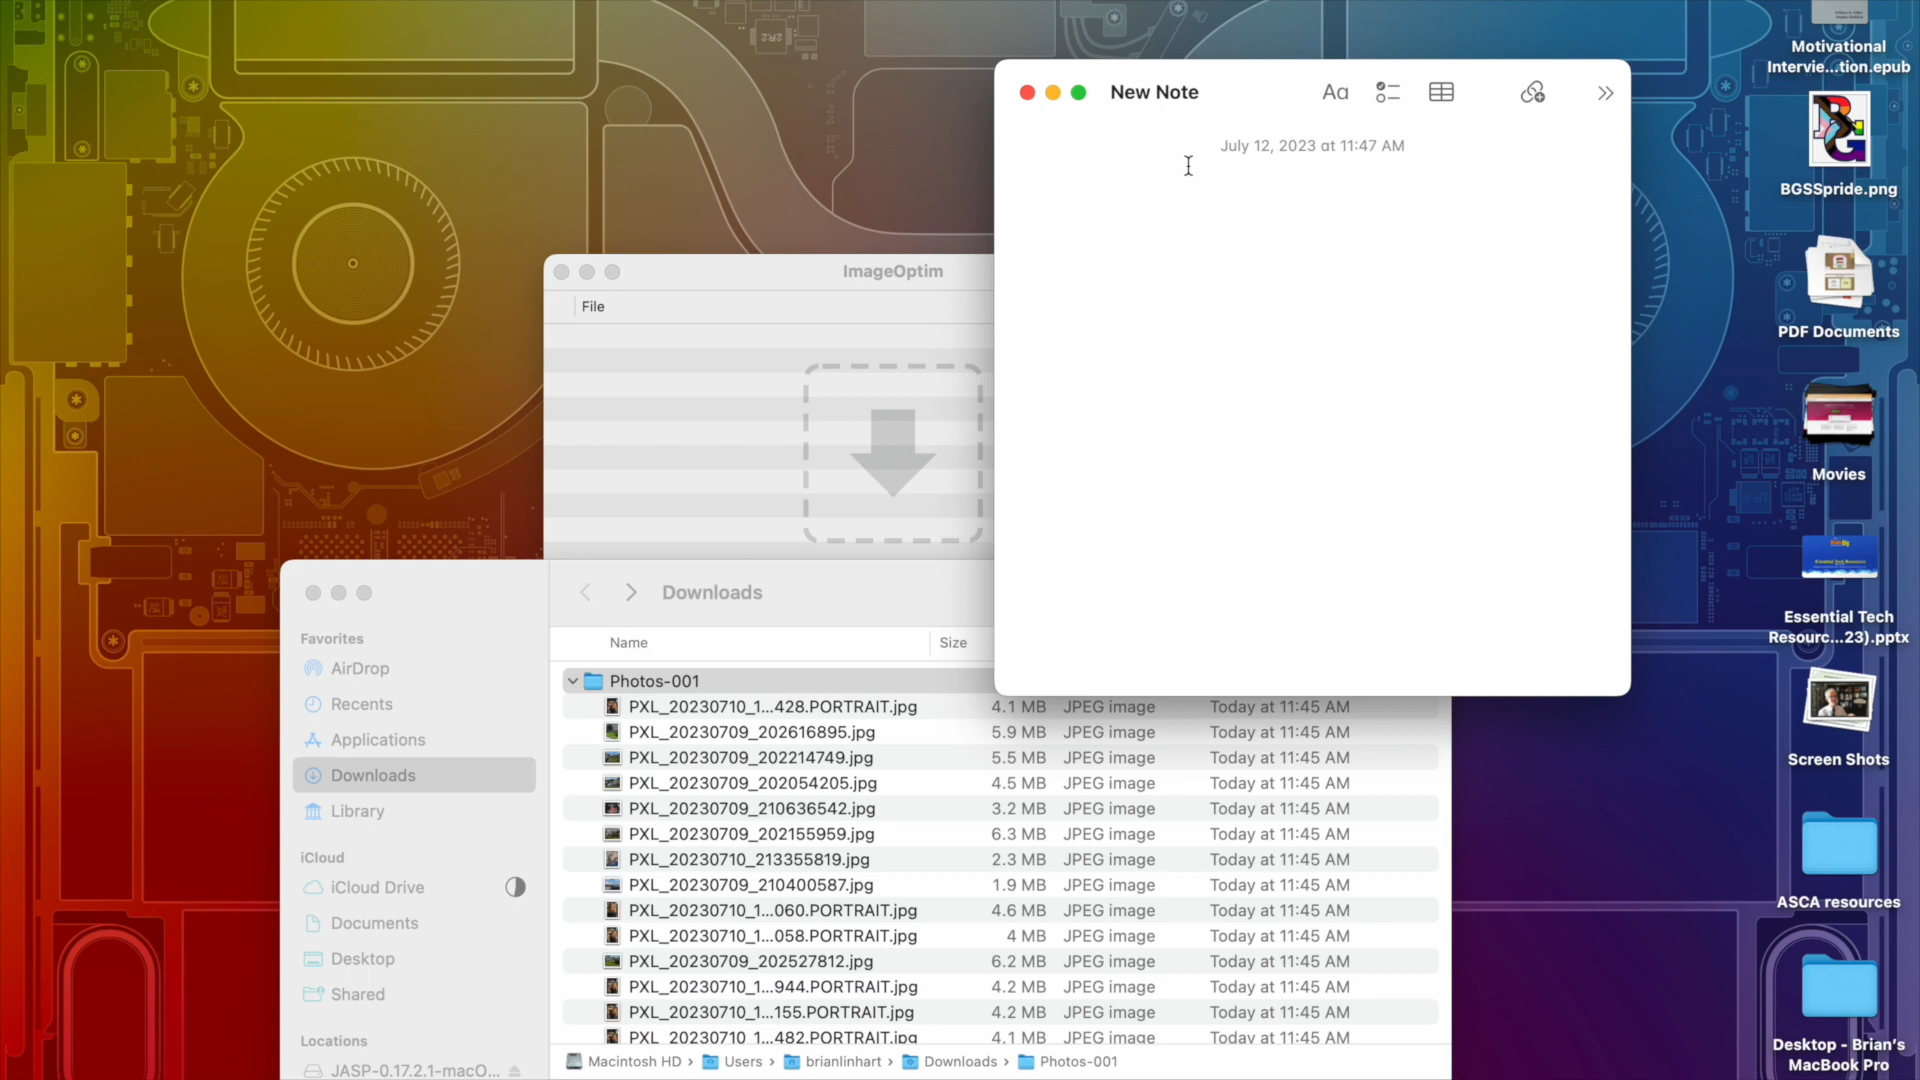 Motivational
Intervie...tion.epub
BGSSpride.png
PDF Documents
Movies
Essential Tech
Resourc...23).pptx
Screen Shots
ASCA resources
Desktop - Brian's
MacBook Pro
New Note
Aa
July 12, 2023 at 11:47 AM
ImageOptim
File
Downloads
Name Size
Photos-001
PXL_20230710_1...428.PORTRAIT.jpg 4.1 MB JPEG image Today at 11:45 AM
PXL_20230709_202616895.jpg 5.9 MB JPEG image Today at 11:45 AM
PXL_20230709_202214749.jpg 5.5 MB JPEG image Today at 11:45 AM
PXL_20230709_202054205.jpg 4.5 MB JPEG image Today at 11:45 AM
PXL_20230709_210636542.jpg 3.2 MB JPEG image Today at 11:45 AM
PXL_20230709_202155959.jpg 6.3 MB JPEG image Today at 11:45 AM
PXL_20230710_213355819.jpg 2.3 MB JPEG image Today at 11:45 AM
PXL_20230709_210400587.jpg 1.9 MB JPEG image Today at 11:45 AM
PXL_20230710_1...060.PORTRAIT.jpg 4.6 MB JPEG image Today at 11:45 AM
PXL_20230710_1...058.PORTRAIT.jpg 4 MB JPEG image Today at 11:45 AM
PXL_20230709_202527812.jpg 6.2 MB JPEG image Today at 11:45 AM
PXL_20230710_1...944.PORTRAIT.jpg 4.2 MB JPEG image Today at 11:45 AM
PXL_20230710_1...155.PORTRAIT.jpg 4.2 MB JPEG image Today at 11:45 AM
PXL_20230710_1...482.PORTRAIT.jpg 4.1 MB JPEG image Today at 11:45 AM
Macintosh HD › Users › brianlinhart › Downloads › Photos-001
Favorites
AirDrop
Recents
Applications
Downloads
Library
iCloud
iCloud Drive
Documents
Desktop
Shared
Locations
JASP-0.17.2.1-macO...